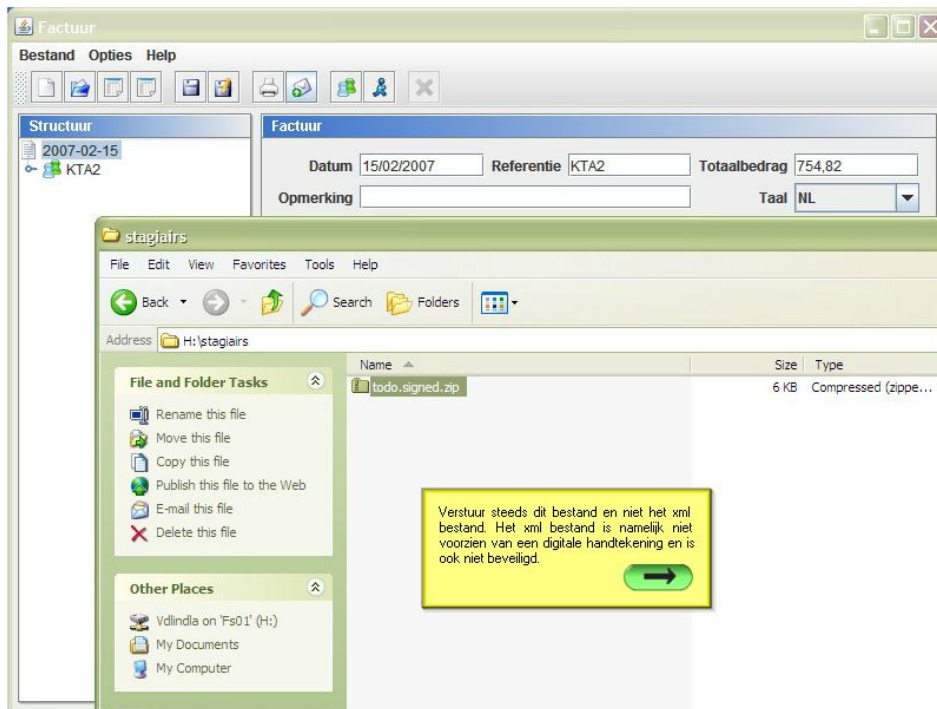 Factuur
Bestand Opties Help
Structuur
2007-02-15
KTA2
Factuur
Datum 15/02/2007 Referentie KTA2 Totaalbedrag 754,82
Opmerking Taal NL
stagiairs
File Edit View Favorites Tools Help
Back Search Folders
Address H:\stagiairs
File and Folder Tasks
Rename this file
Move this file
Copy this file
Publish this file to the Web
E-mail this file
Delete this file
Other Places
Vdlindla on 'Fs01' (H:)
My Documents
My Computer
Name Size Type
todo.signed.zip 6 KB Compressed (zippe...
Verstuur steeds dit bestand en niet het xml
bestand. Het xml bestand is namelijk niet
voorzien van een digitale handtekening en is
ook niet beveiligd.